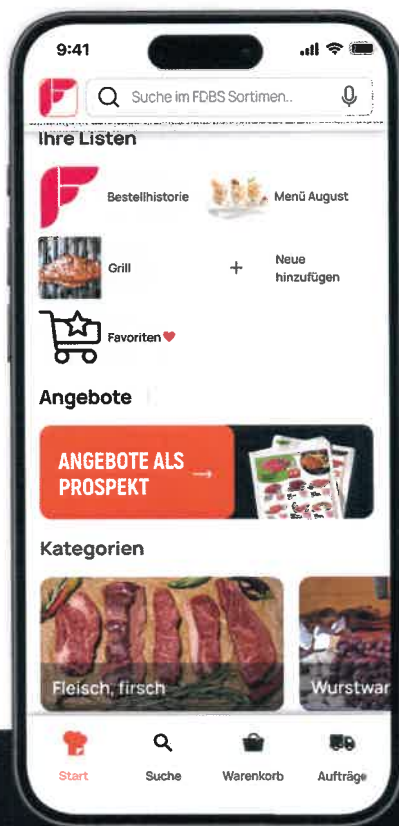 9:41
Suche im FDBS Sortimen..
Ihre Listen
Bestellhistorie
Menü August
Grill
Neue
hinzufügen
Favoriten
Angebote
ANGEBOTE ALS
PROSPEKT
Kategorien
Fleisch, firsch
Wurstwar
Start
Suche
Warenkorb
Aufträge